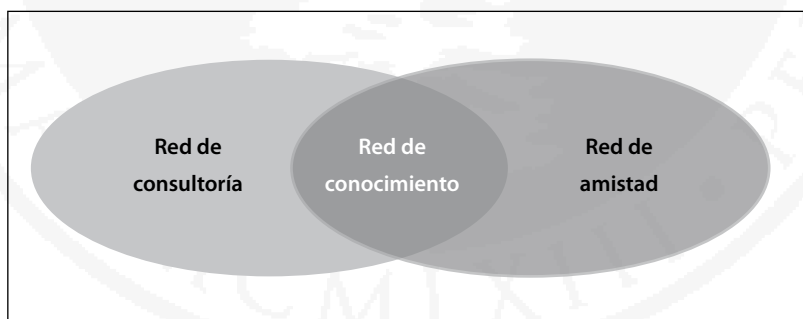 Red de
consultoría
Red de
conocimiento
Red de
amistad